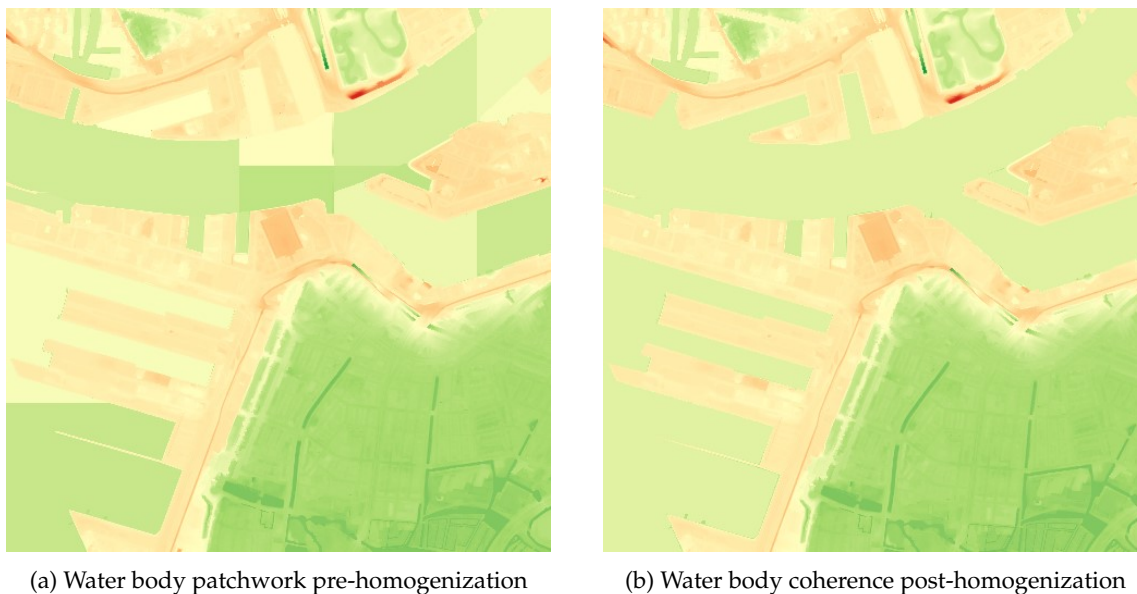 (a) Water body patchwork pre-homogenization
(b) Water body coherence post-homogenization